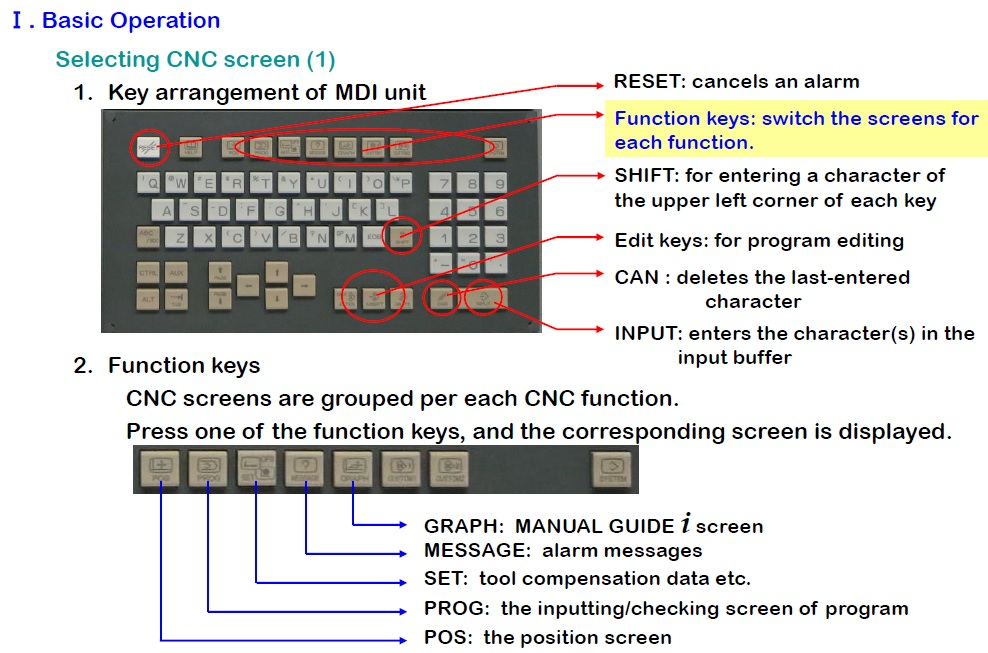 Ⅰ. Basic Operation
Selecting CNC screen (1)
1. Key arrangement of MDI unit
RESET: cancels an alarm
Function keys: switch the screens for
each function.
SHIFT: for entering a character of
the upper left corner of each key
Edit keys: for program editing
CAN : deletes the last-entered
character
INPUT: enters the character(s) in the
input buffer
RESET
7 8 9
Q W E R T Y U I O P
A S D F G H J K L
4 5 6
Z X C V B N M EOB SHIFT
1 2 3
CTRL AUX
ALT TAB
2. Function keys
CNC screens are grouped per each CNC function.
Press one of the function keys, and the corresponding screen is displayed.
POS PROG SET MESSAGE GRAPH CUSTOM1 CUSTOM2 SYSTEM
GRAPH: MANUAL GUIDE i screen
MESSAGE: alarm messages
SET: tool compensation data etc.
PROG: the inputting/checking screen of program
POS: the position screen